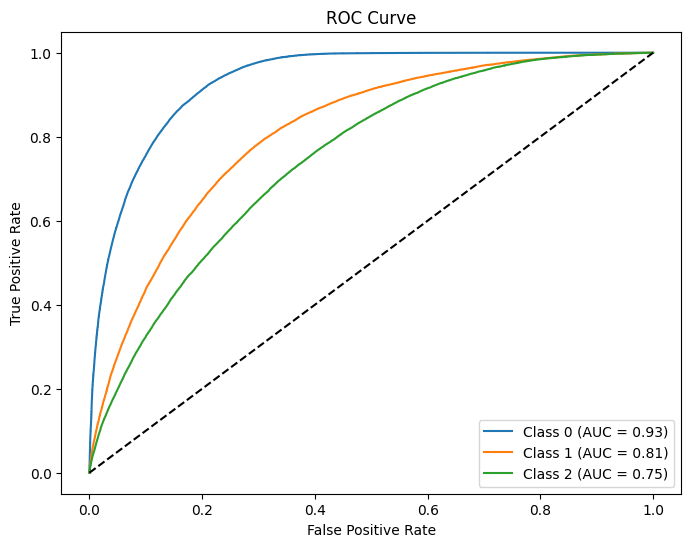 ROC Curve
1.0
0.8
0.6
0.4
0.2
0.0
True Positive Rate
Class 0 (AUC = 0.93)
Class 1 (AUC = 0.81)
Class 2 (AUC = 0.75)
0.0 0.2 0.4 0.6 0.8 1.0
False Positive Rate